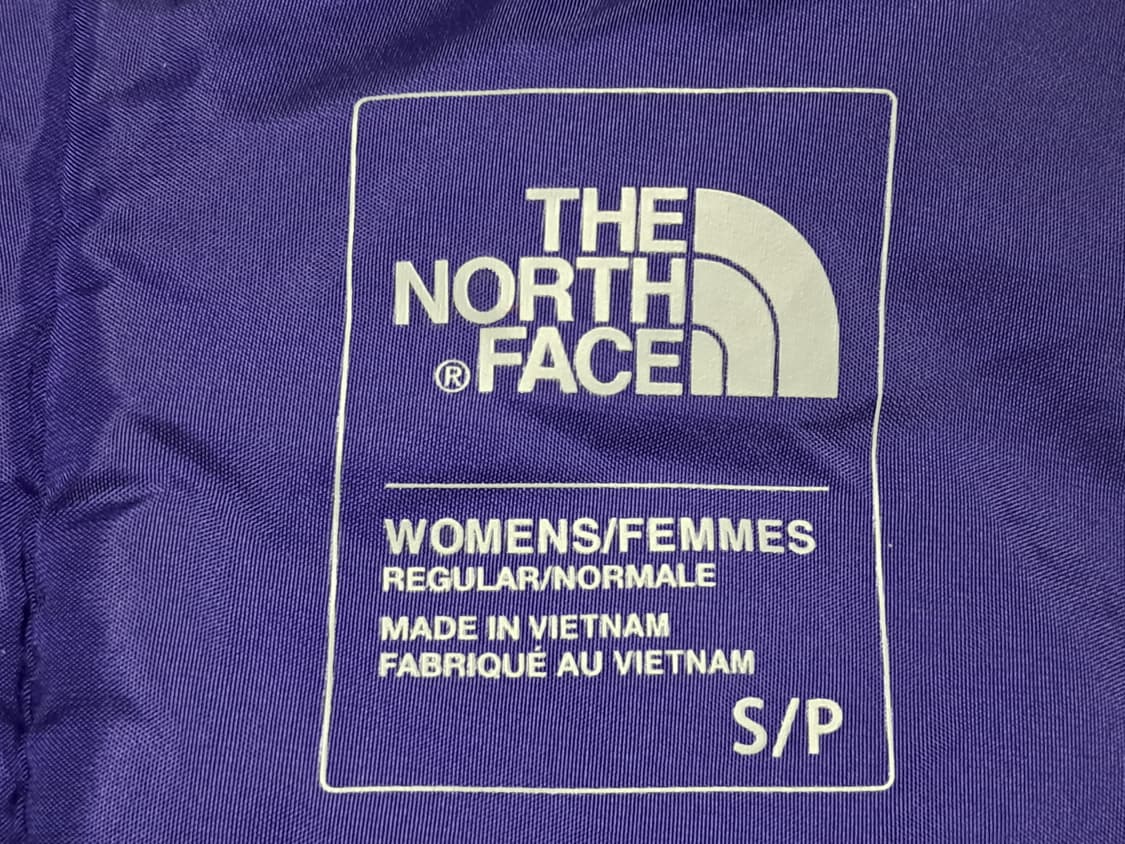 THE
NORTH
®FACE
WOMENS/FEMMES
REGULAR/NORMALE
MADE IN VIETNAM
FABRIQUÉ AU VIETNAM
S/P